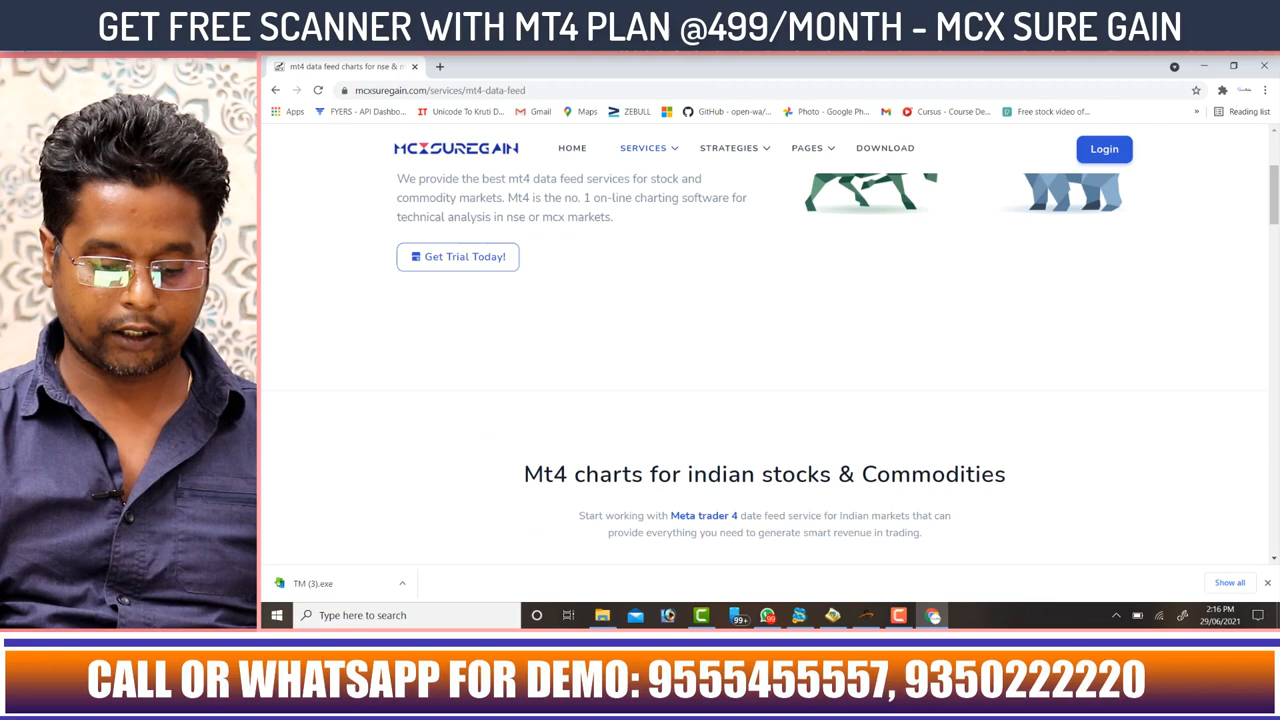 GET FREE SCANNER WITH MT4 PLAN @499/MONTH - MCX SURE GAIN
mt4 data feed charts for nse & n
mcxsuregain.com/services/mt4-data-feed
Apps
FYERS - API Dashbo...
Unicode To Kruti D...
Gmail
Maps
ZEBULL
GitHub - open-wa/...
Photo - Google Ph...
Cursus - Course De...
Free stock video of...
»
Reading list
MCXSUREGAIN
HOME
SERVICES
STRATEGIES
PAGES
DOWNLOAD
Login
We provide the best mt4 data feed services for stock and
commodity markets. Mt4 is the no. 1 on-line charting software for
technical analysis in nse or mcx markets.
Get Trial Today!
Mt4 charts for indian stocks & Commodities
Start working with Meta trader 4 date feed service for Indian markets that can
provide everything you need to generate smart revenue in trading.
TM (3).exe
Show all
Type here to search
99+
99
2:16 PM
29/06/2021
CALL OR WHATSAPP FOR DEMO: 9555455557, 9350222220